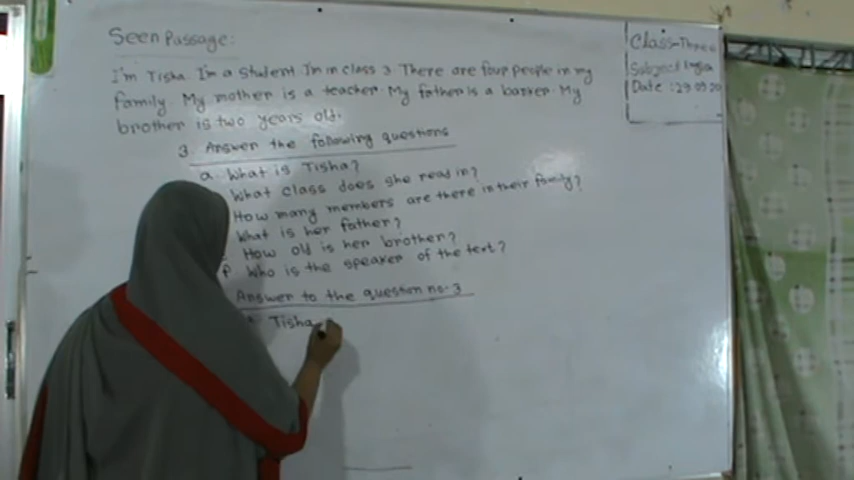 Seen Passage:
I'm Tisha. I'm a student. I'm in class 3. There are four people in my
family. My mother is a teacher. My father is a banker. My
brother is two years old.
3. Answer the following questions
a. What is Tisha?
What class does she read in?
How many members are there in their family?
What is her father?
How old is her brother?
f. Who is the speaker of the text?
Answer to the question no-3
Tisha
Class-Three
Subject
Date: 29.09.20